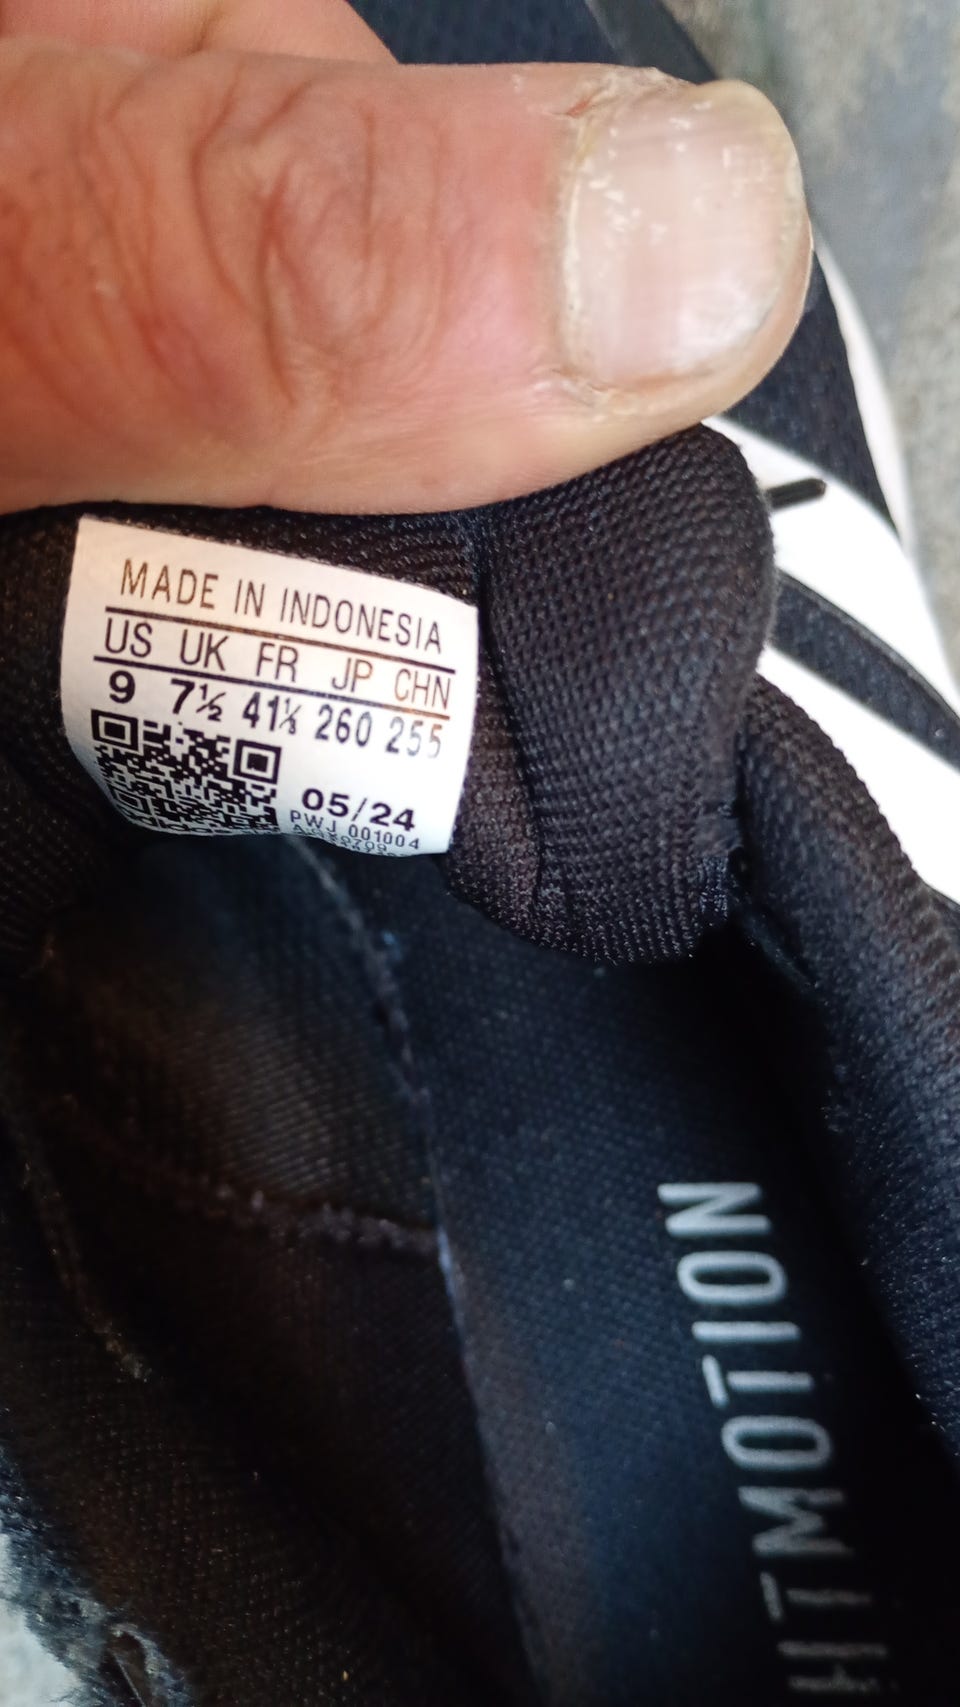 MADE IN INDONESIA
US UK FR JP CHN
9 7½ 41⅓ 260 255
05/24
PWJ 001004
ITMOTION